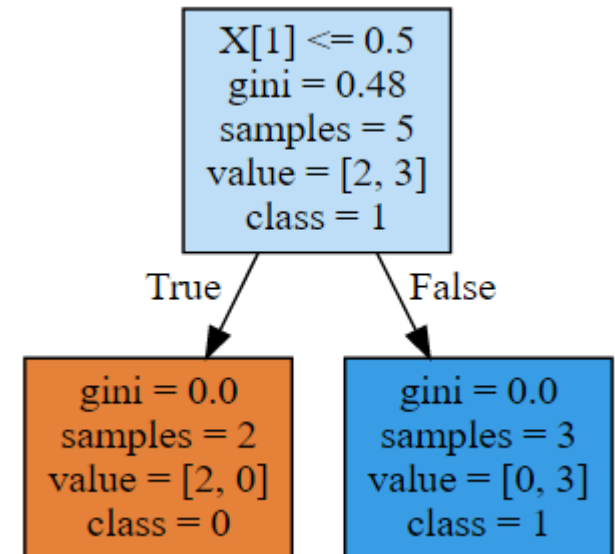 X[1] <= 0.5
gini = 0.48
samples = 5
value = [2, 3]
class = 1
True
False
gini = 0.0
samples = 2
value = [2, 0]
class = 0
gini = 0.0
samples = 3
value = [0, 3]
class = 1